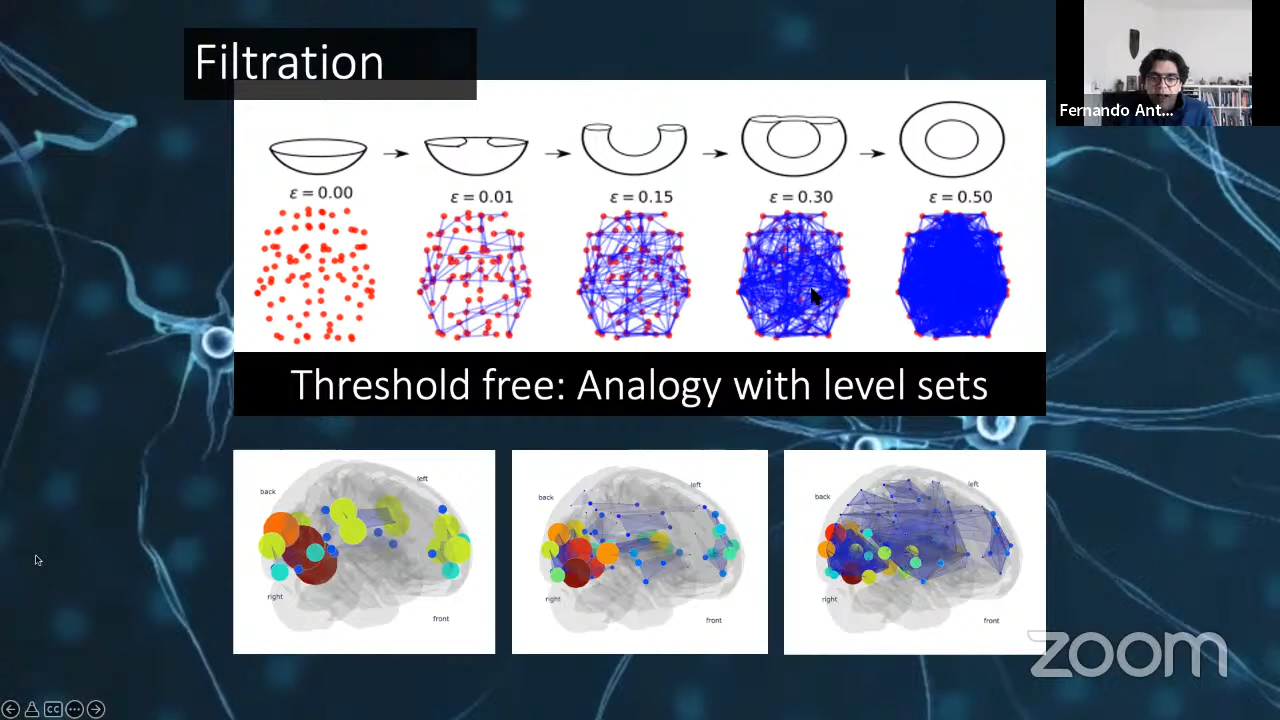 Filtration
Fernando Ant...
ε = 0.00
ε = 0.01
ε = 0.15
ε = 0.30
ε = 0.50
Threshold free: Analogy with level sets
back
left
right
front
back
left
right
front
back
left
right
front
zoom
CC